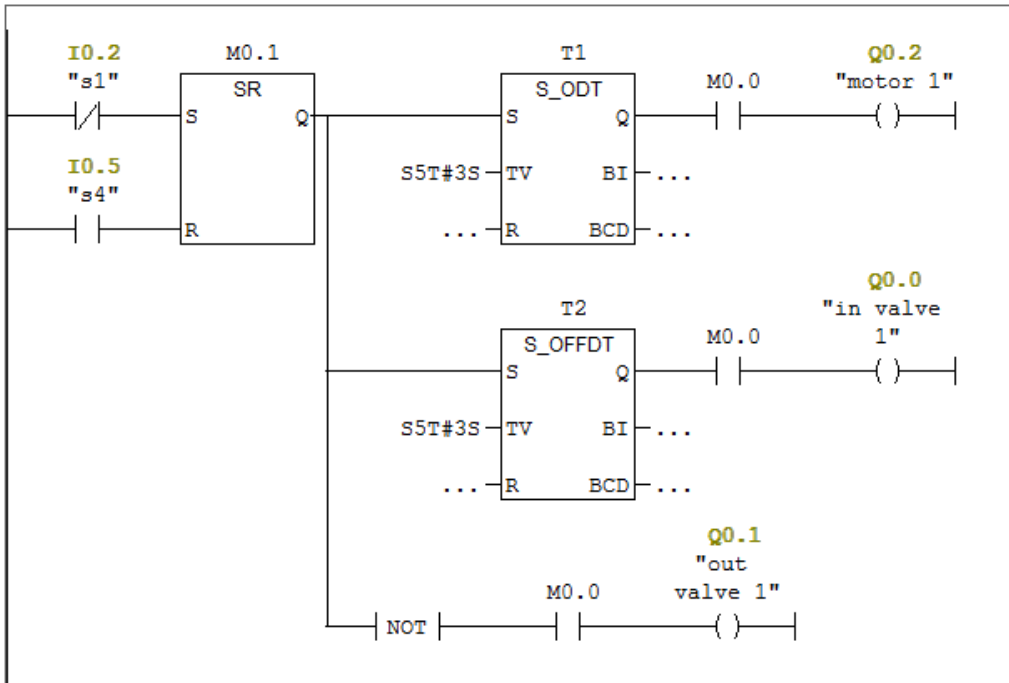 I0.2
"s1"
M0.1
SR
S
Q
I0.5
"s4"
R
T1
S_ODT
S
Q
S5T#3S
TV
BI
...
...
R
BCD
...
M0.0
Q0.2
"motor 1"
T2
S_OFFDT
S
Q
S5T#3S
TV
BI
...
...
R
BCD
...
M0.0
Q0.0
"in valve
1"
NOT
M0.0
Q0.1
"out
valve 1"